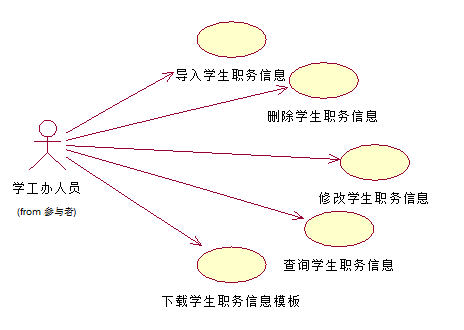 导入学生职务信息
删除学生职务信息
学工办人员
(from 参与者)
修改学生职务信息
查询学生职务信息
下载学生职务信息模板